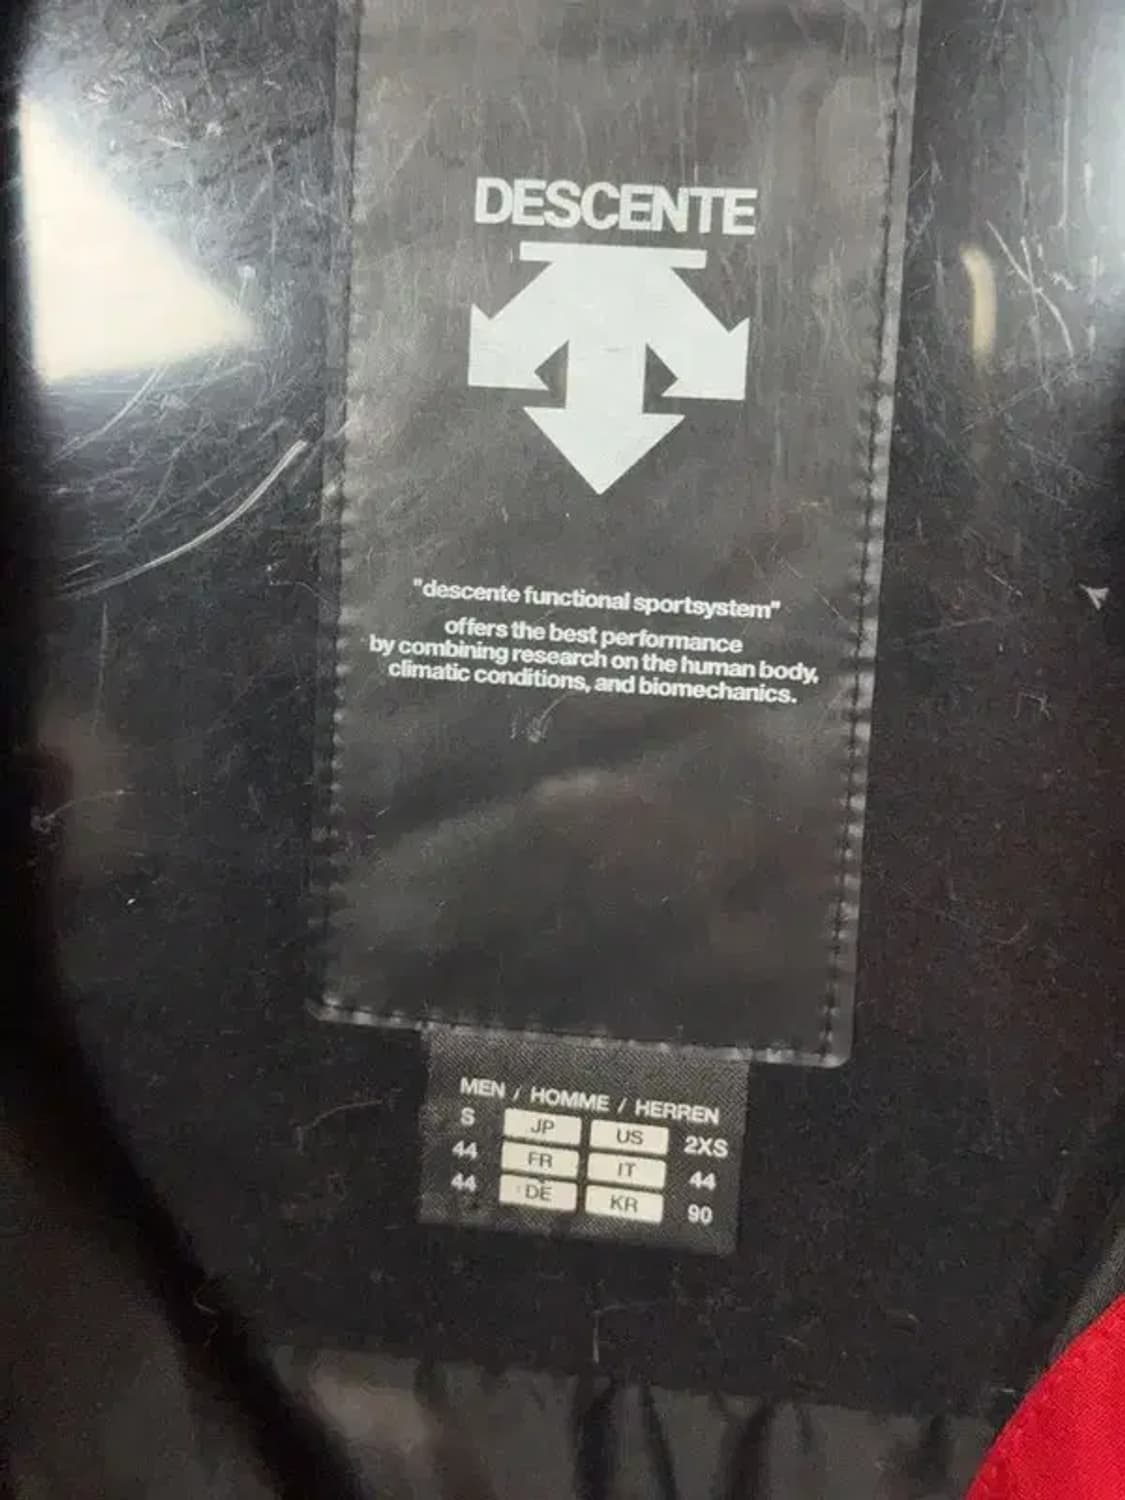 DESCENTE
"descente functional sportsystem"
offers the best performance
by combining research on the human body,
climatic conditions, and biomechanics.
MEN / HOMME / HERREN
S JP US 2XS
44 FR IT 44
44 DE KR 90